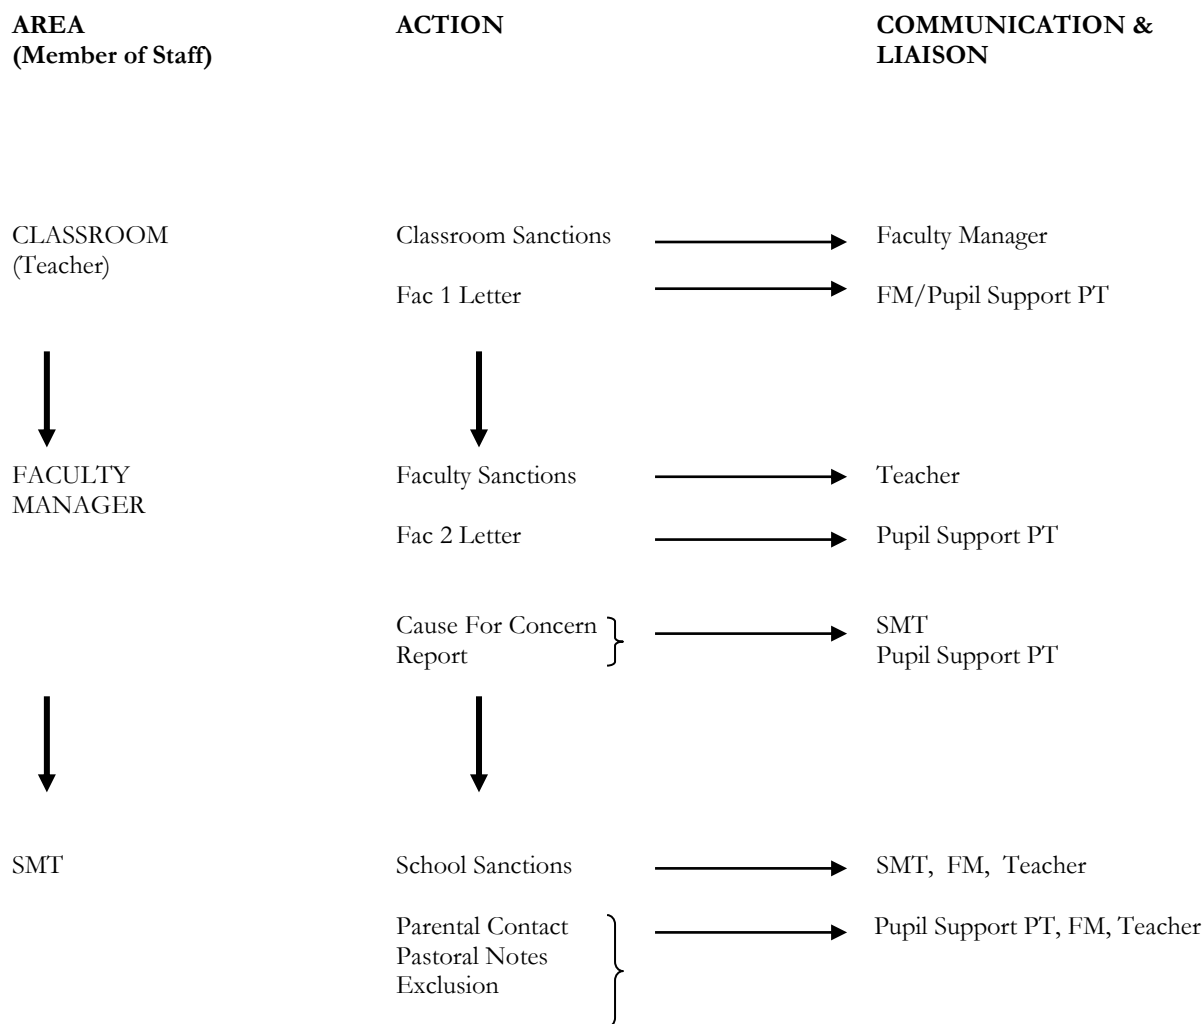 AREA
(Member of Staff)
ACTION
COMMUNICATION &
LIAISON
CLASSROOM
(Teacher)
Classroom Sanctions
Faculty Manager
Fac 1 Letter
FM/Pupil Support PT
FACULTY
MANAGER
Faculty Sanctions
Teacher
Fac 2 Letter
Pupil Support PT
Cause For Concern
Report
SMT
Pupil Support PT
SMT
School Sanctions
SMT, FM, Teacher
Parental Contact
Pastoral Notes
Exclusion
Pupil Support PT, FM, Teacher